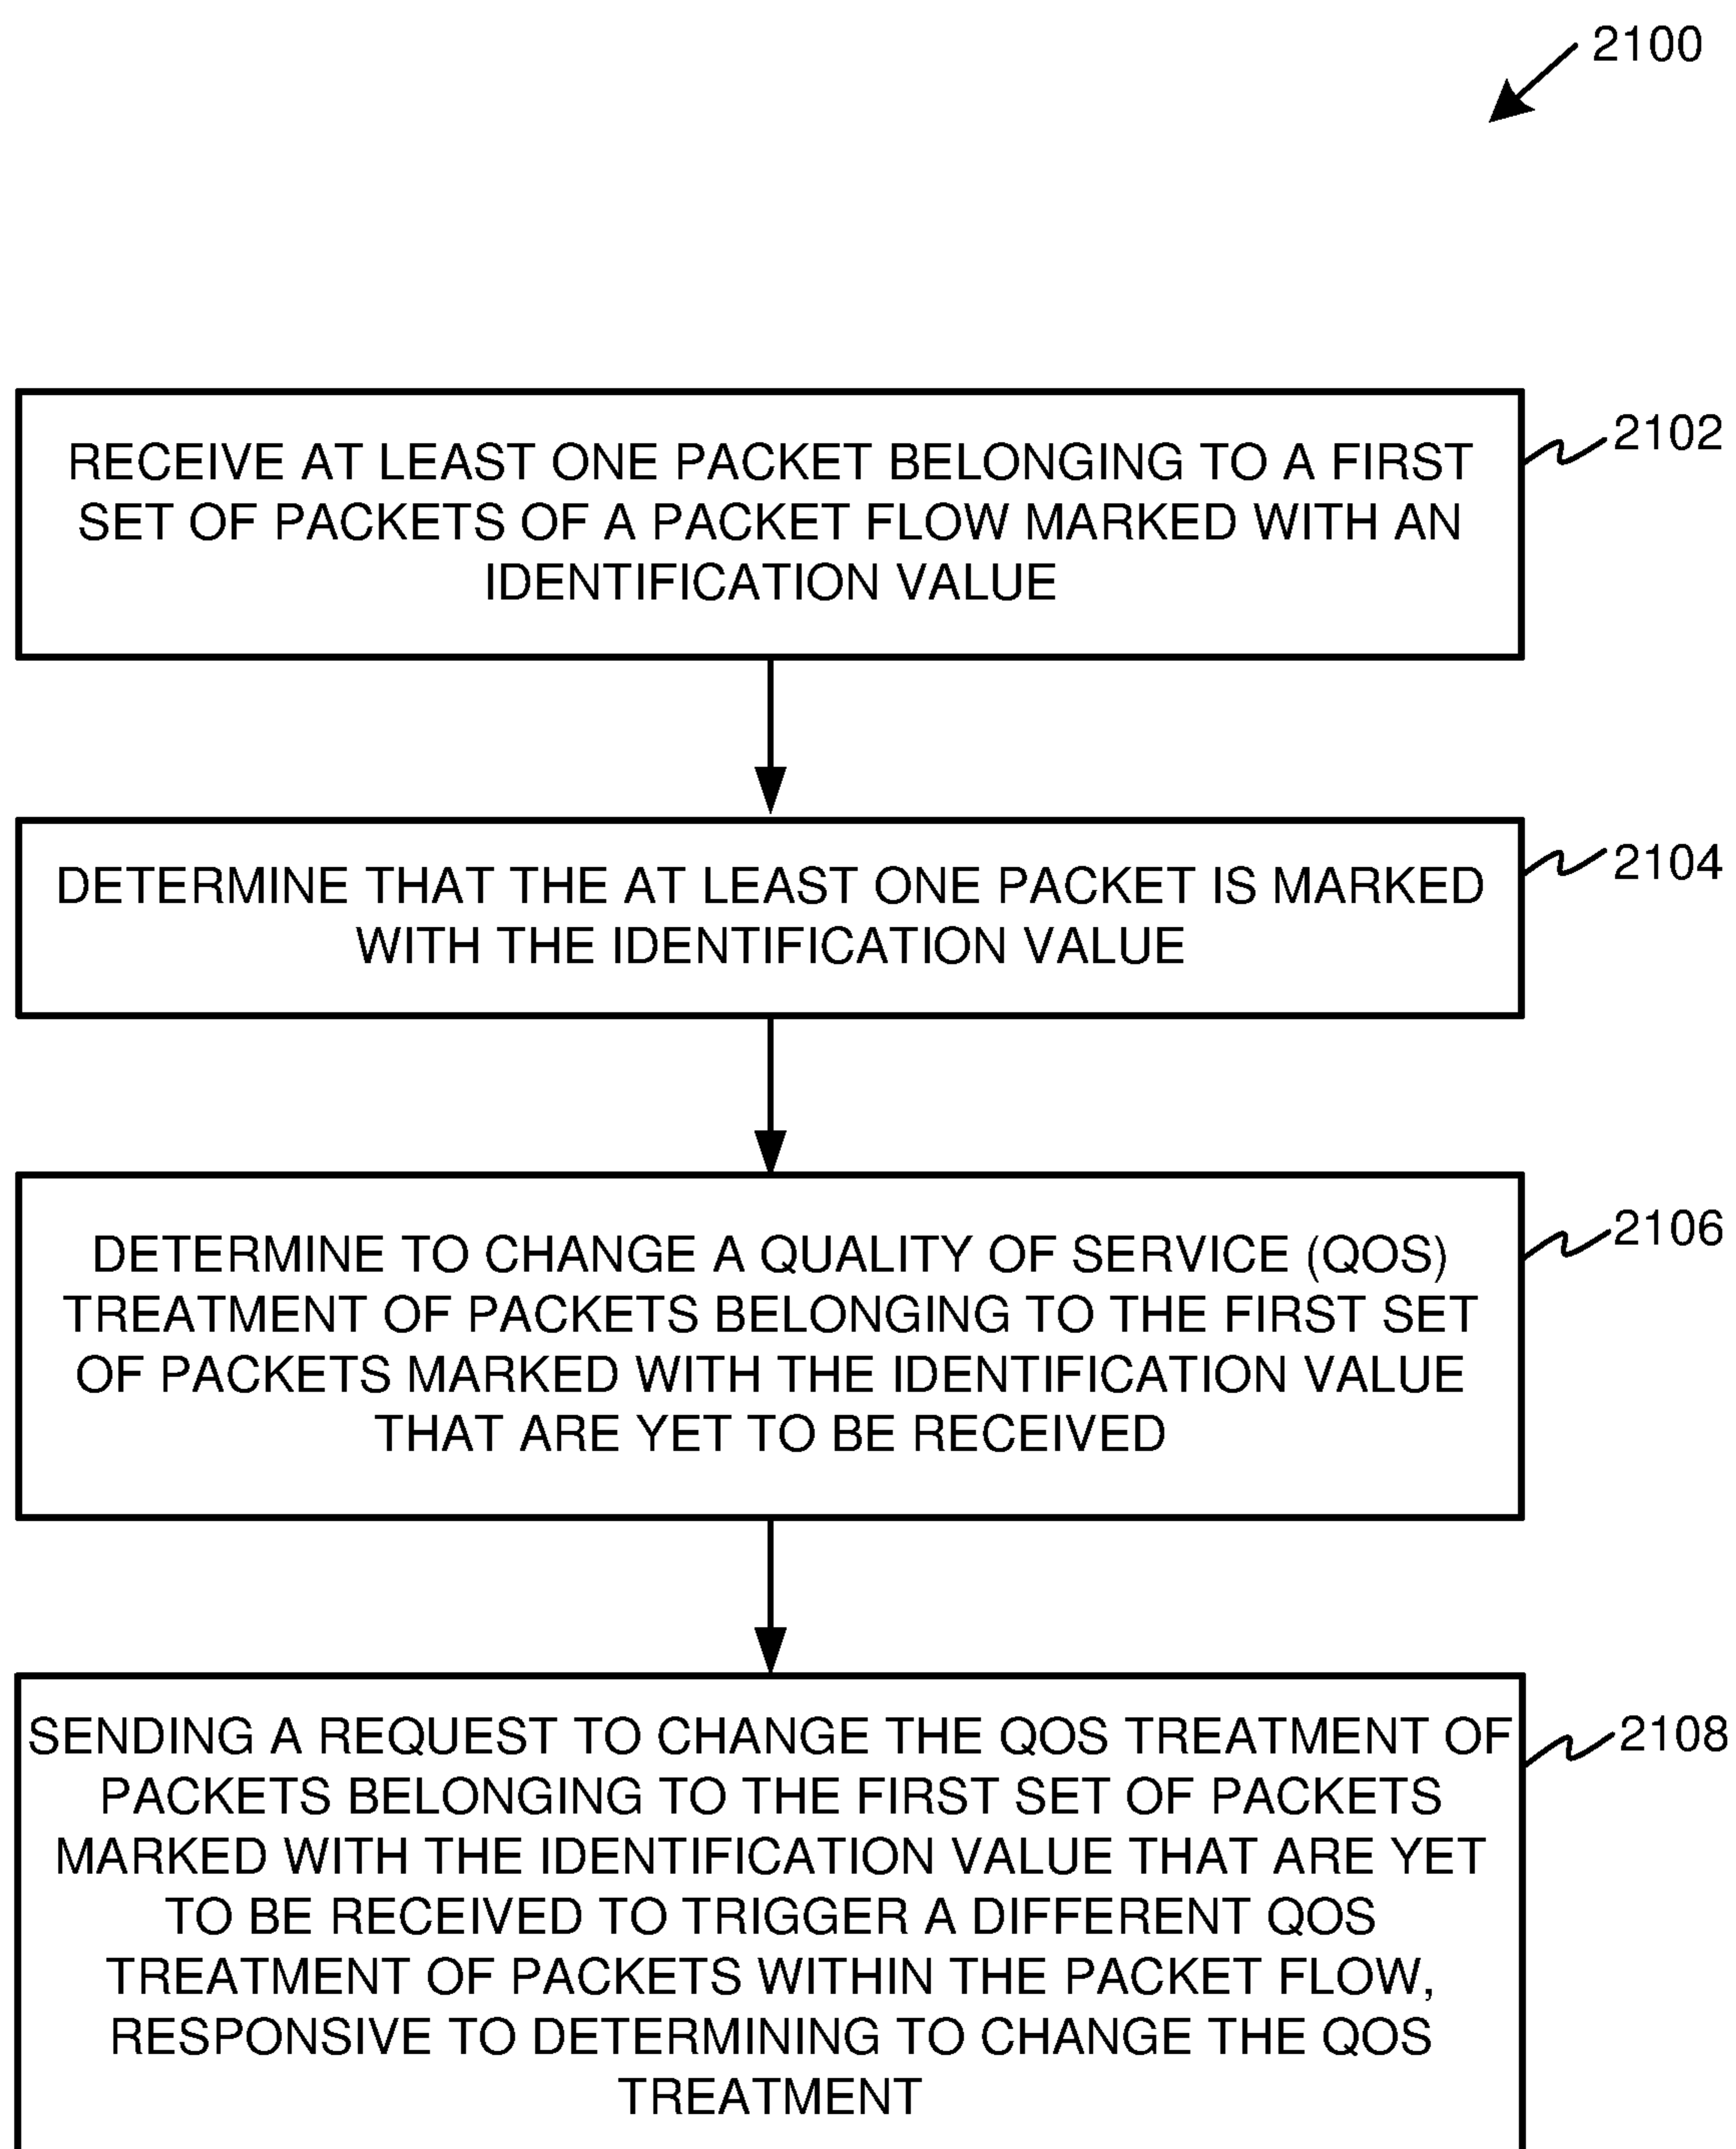 2100
RECEIVE AT LEAST ONE PACKET BELONGING TO A FIRST
SET OF PACKETS OF A PACKET FLOW MARKED WITH AN
IDENTIFICATION VALUE
2102
DETERMINE THAT THE AT LEAST ONE PACKET IS MARKED
WITH THE IDENTIFICATION VALUE
2104
DETERMINE TO CHANGE A QUALITY OF SERVICE (QOS)
TREATMENT OF PACKETS BELONGING TO THE FIRST SET
OF PACKETS MARKED WITH THE IDENTIFICATION VALUE
THAT ARE YET TO BE RECEIVED
2106
SENDING A REQUEST TO CHANGE THE QOS TREATMENT OF
PACKETS BELONGING TO THE FIRST SET OF PACKETS
MARKED WITH THE IDENTIFICATION VALUE THAT ARE YET
TO BE RECEIVED TO TRIGGER A DIFFERENT QOS
TREATMENT OF PACKETS WITHIN THE PACKET FLOW,
RESPONSIVE TO DETERMINING TO CHANGE THE QOS
TREATMENT
2108